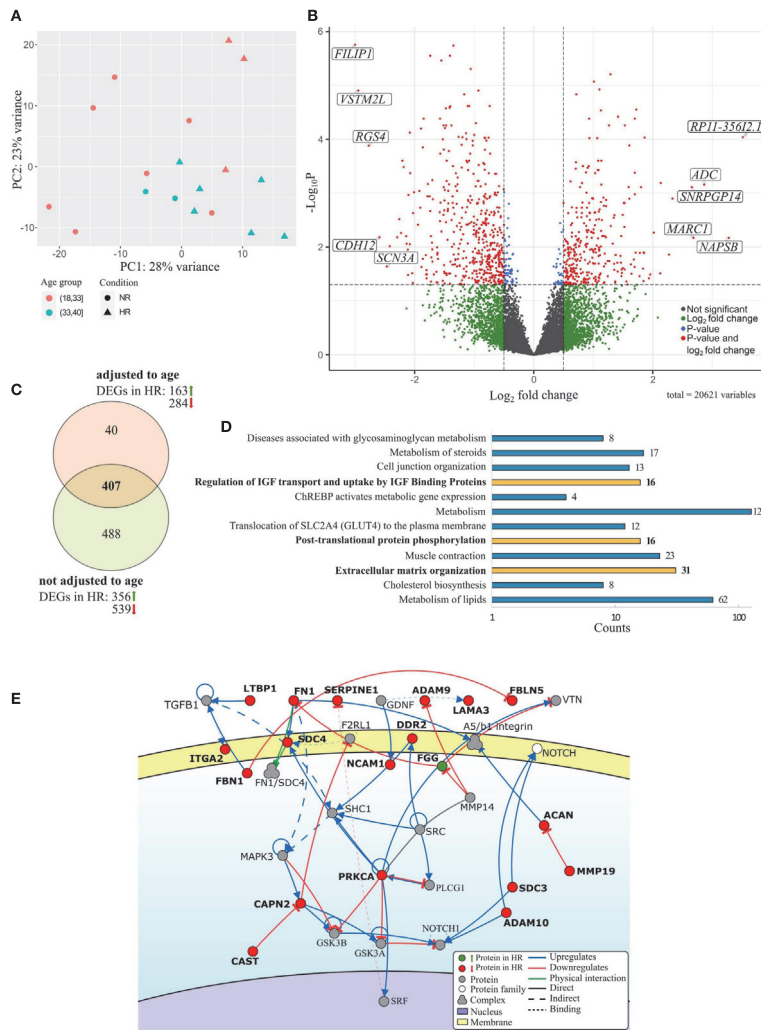 A
PC2: 23% variance
20
10
0
-10
-20
-10
0
10
PC1: 28% variance
Age group
(18,33]
(33,40]
Condition
NR
HR
B
-Log10P
-6
4
2
0
FILIP1
VSTM2L
RGS4
CDH12
SCN3A
RP11-356I2.1
ADC
SNRPGP14
MARC1
NAPSB
Not significant
Log2 fold change
P-value
P-value and
log2 fold change
-2
0
2
Log2 fold change
total = 20621 variables
C
adjusted to age
DEGs in HR: 163
284
40
407
488
not adjusted to age
DEGs in HR: 356
539
D
Diseases associated with glycosaminoglycan metabolism 8
Metabolism of steroids 17
Cell junction organization 13
Regulation of IGF transport and uptake by IGF Binding Proteins 16
ChREBP activates metabolic gene expression 4
Metabolism 12
Translocation of SLC2A4 (GLUT4) to the plasma membrane 12
Post-translational protein phosphorylation 16
Muscle contraction 23
Extracellular matrix organization 31
Cholesterol biosynthesis 8
Metabolism of lipids 62
1
10
100
Counts
E
LTBP1
FN1
SERPINE1
GDNF
ADAM9
LAMA3
FBLN5
VTN
TGFB1
F2RL1
DDR2
A5/b1 integrin
SDC4
ITGA2
FBN1
FN1/SDC4
NCAM1
FGG
NOTCH
MMP14
SHC1
SRC
ACAN
MAPK3
PRKCA
PLCG1
MMP19
SDC3
CAPN2
ADAM10
GSK3B
GSK3A
NOTCH1
CAST
SRF
Protein in HR
Protein in HR
Protein
Protein family
Complex
Nucleus
Membrane
Upregulates
Downregulates
Physical interaction
Direct
Indirect
Binding